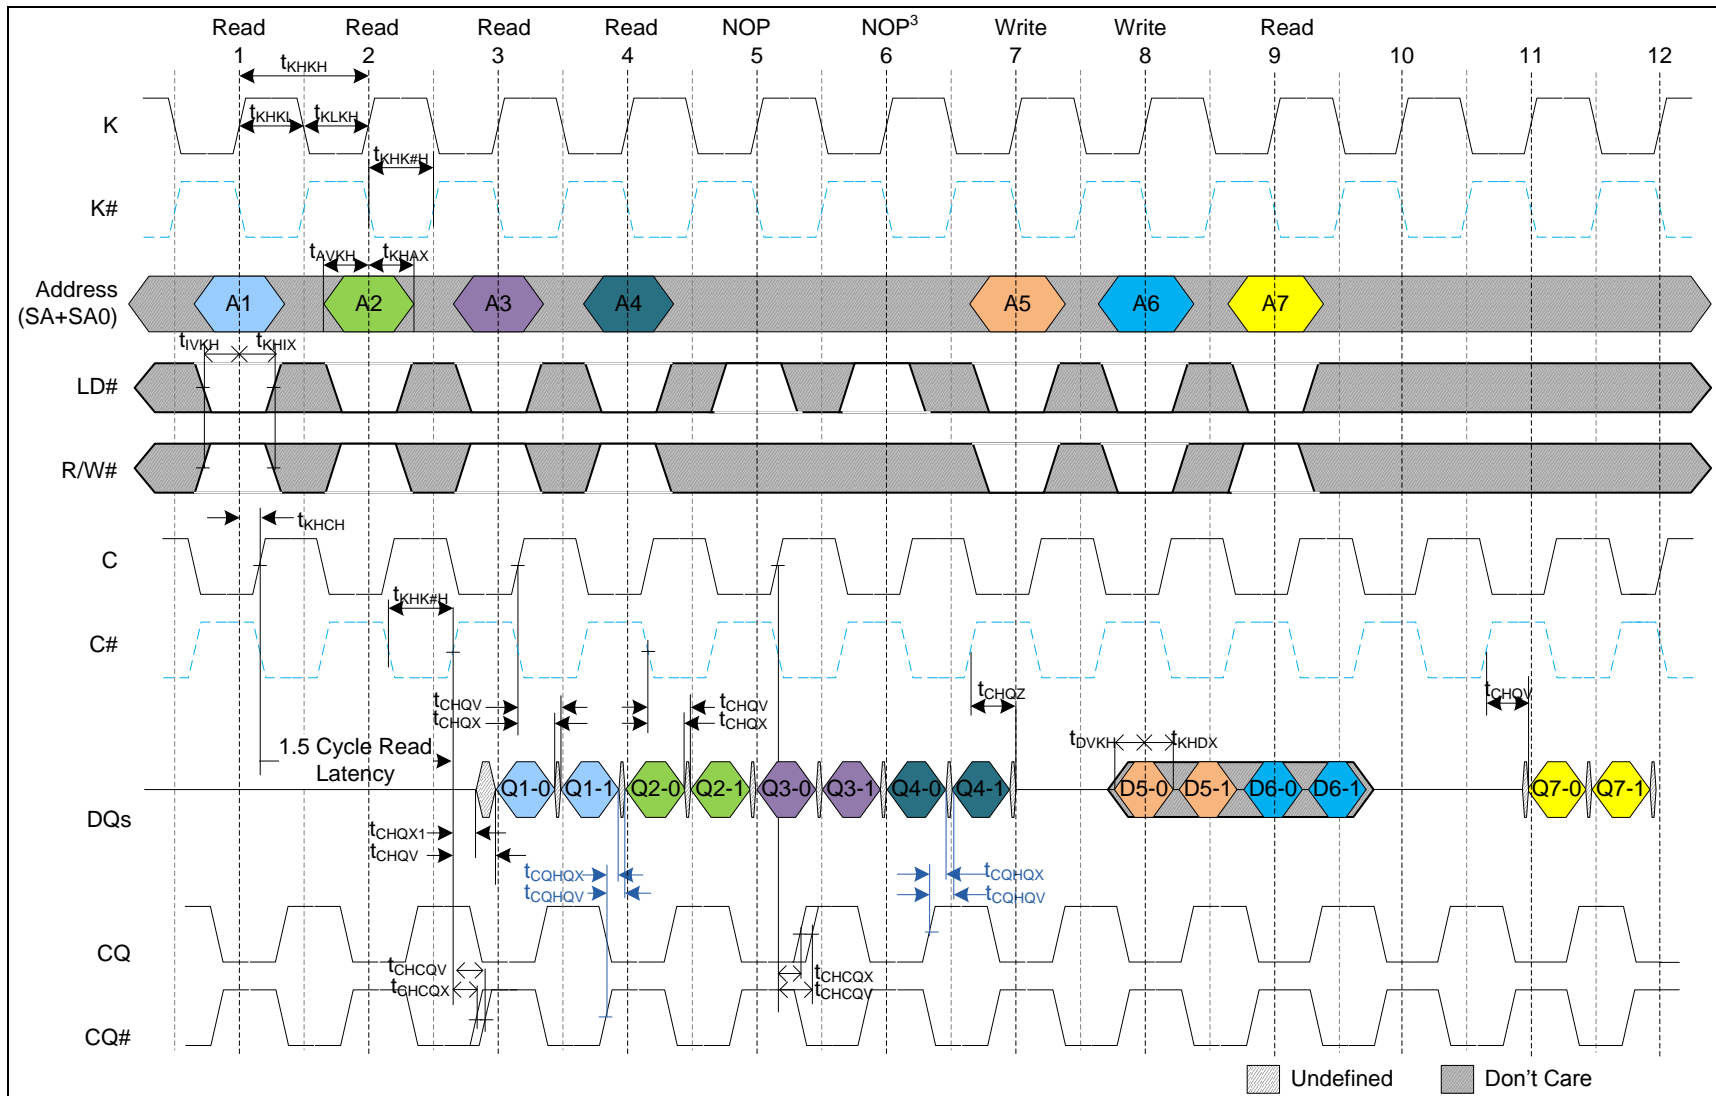 Read Read Read Read NOP NOP3 Write Write Read
1 2 3 4 5 6 7 8 9 10 11 12
tKHKH
K
tKHKL tKLKH
tKHK#H
K#
tAVKH tKHAX
Address
(SA+SA0)
A1 A2 A3 A4 A5 A6 A7
tIVKH tKHIX
LD#
R/W#
tKHCH
C
tKHK#H
C#
tCHQV tCHQV tCHQZ tCHQV
tCHQX tCHQX
tDVKH tKHDX
1.5 Cycle Read
Latency
Q1-0 Q1-1 Q2-0 Q2-1 Q3-0 Q3-1 Q4-0 Q4-1 D5-0 D5-1 D6-0 D6-1 Q7-0 Q7-1
DQs
tCHQX1
tCHQV
tCQHQX tCQHQX
tCQHQV tCQHQV
CQ
tCHCQV tCHCQX
tCHCQX tCHCQV
CQ#
Undefined Don't Care